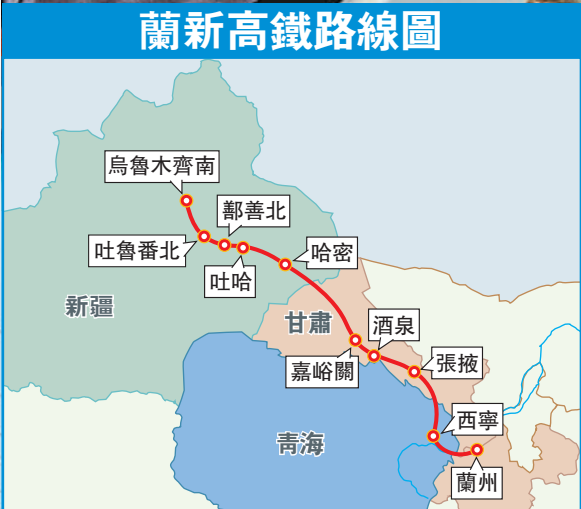 蘭新高鐵路線圖
烏魯木齊南
鄯善北
吐魯番北
吐哈
哈密
新疆
甘肅
酒泉
嘉峪關
張掖
西寧
青海
蘭州